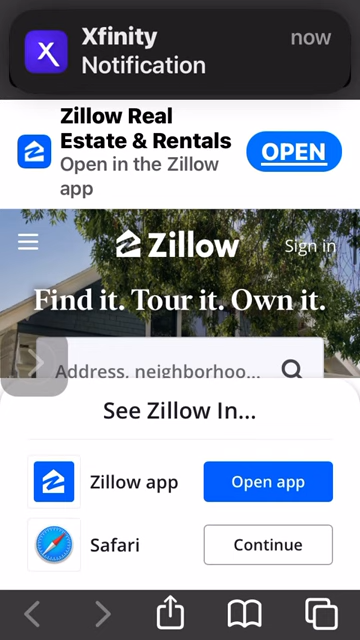 Xfinity
now
Notification
Zillow Real
Estate & Rentals
Open in the Zillow
app
OPEN
Zillow
Sign in
Find it. Tour it. Own it.
Address, neighborhoo...
See Zillow In...
Zillow app
Open app
Safari
Continue